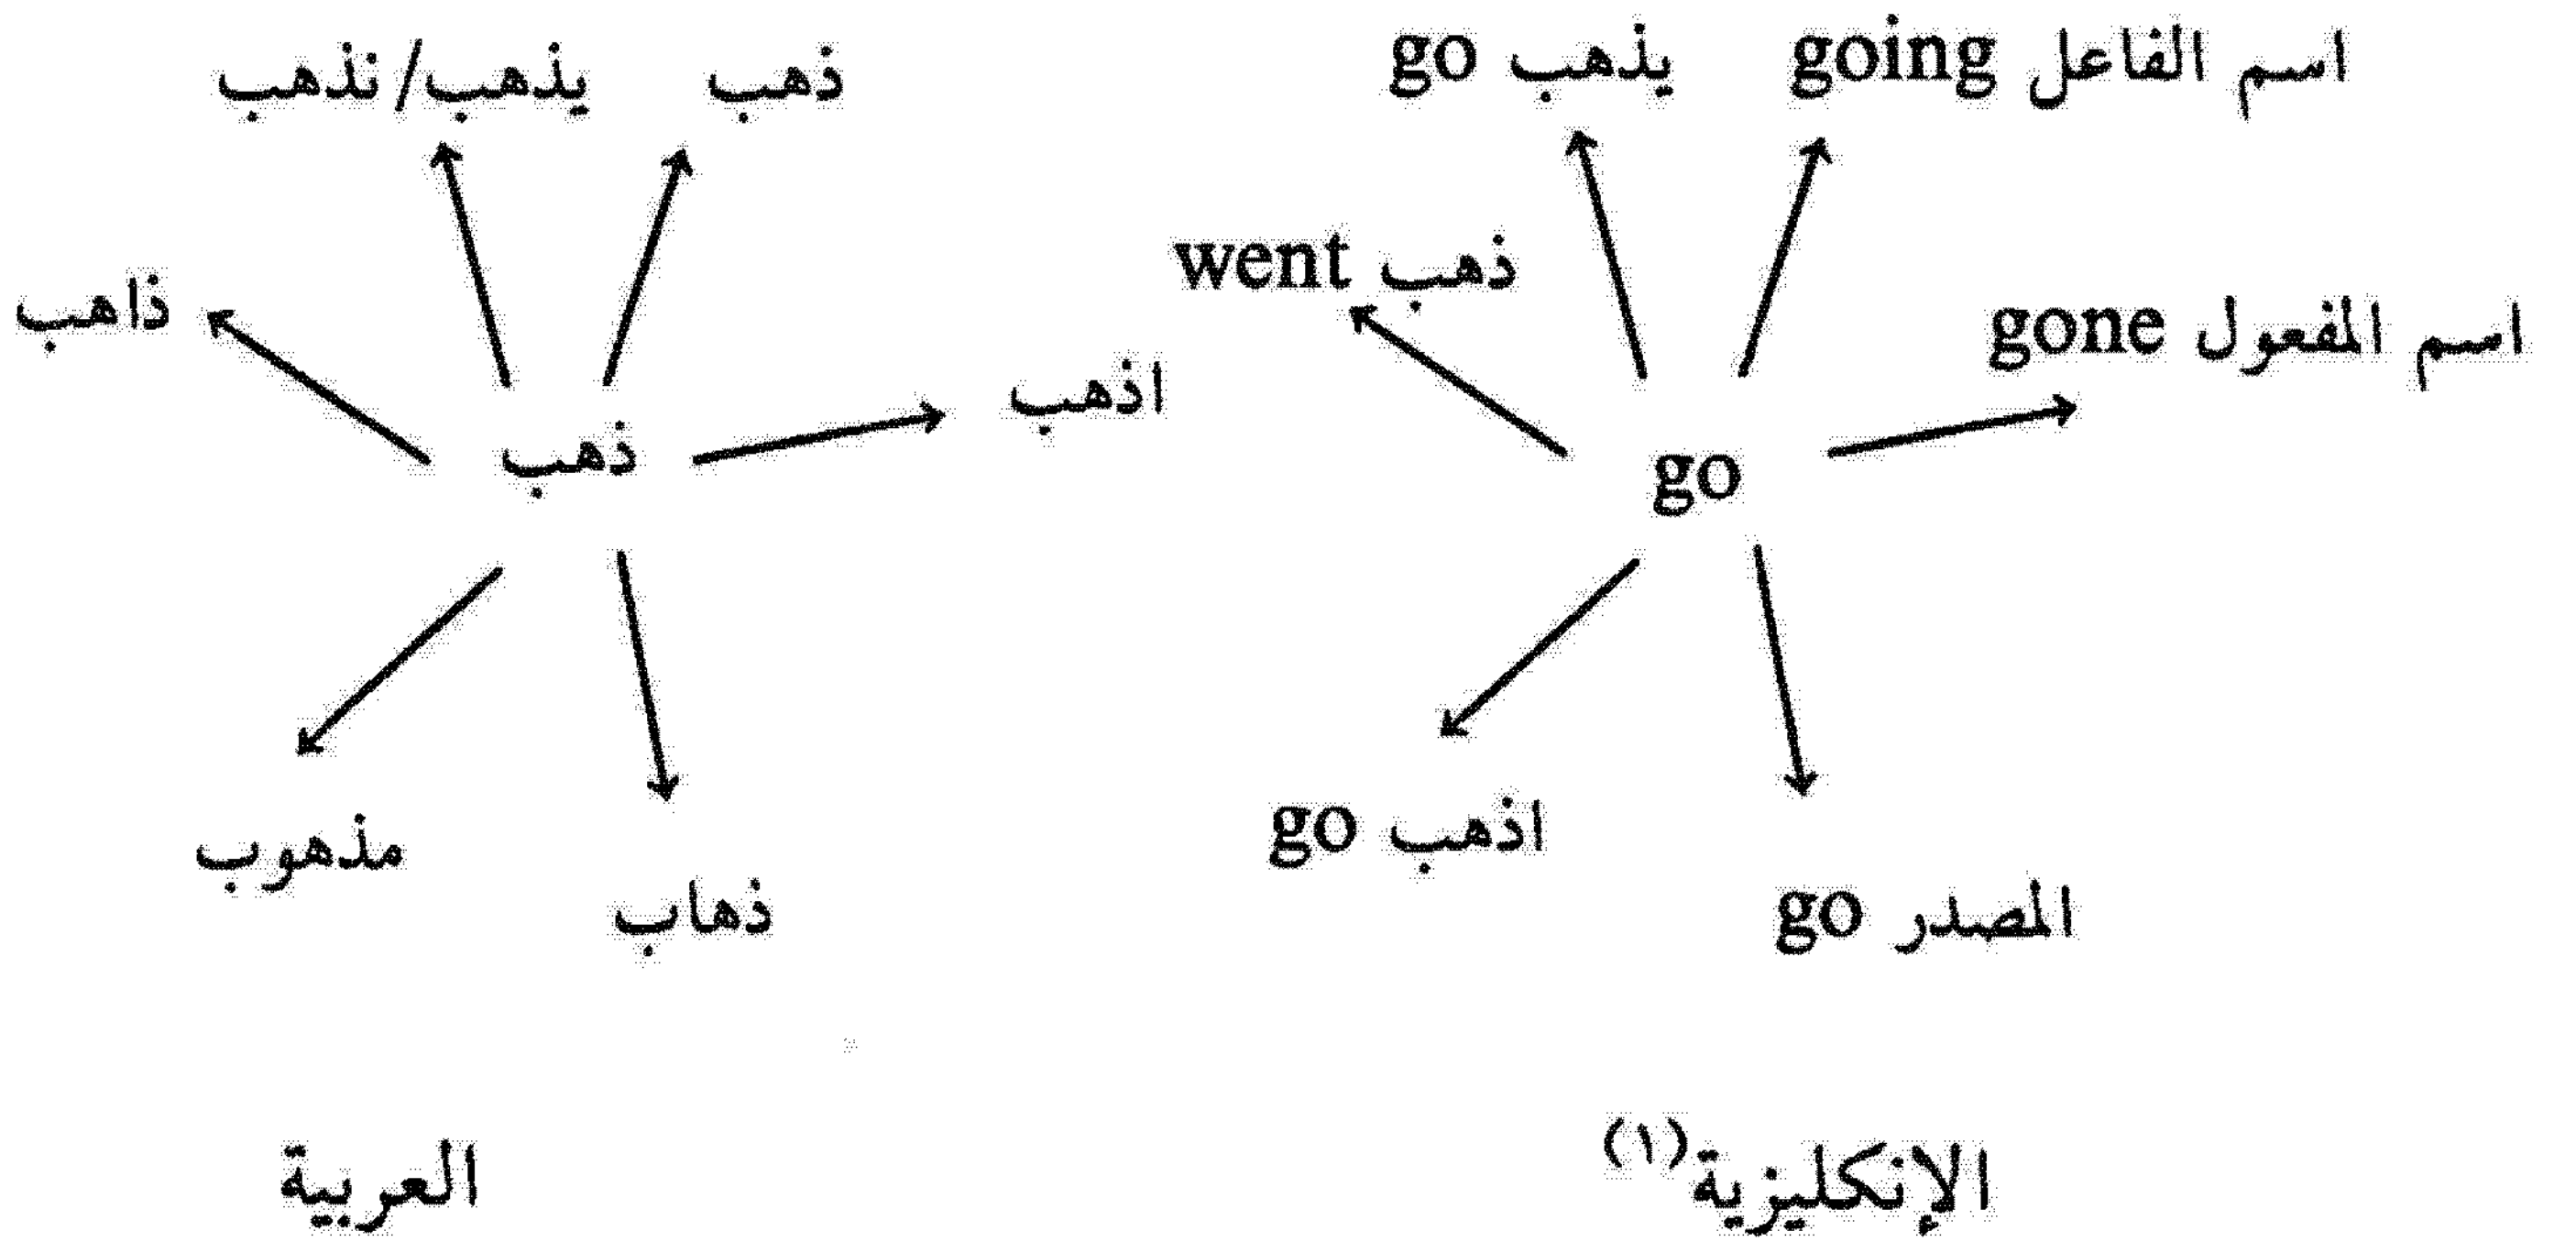 اسم الفاعل going
يذهب go
ذهب went
اسم المفعول gone
go
اذهب go
المصدر go
الإنكليزية(١)
ذهب
يذهب/نذهب
ذاهب
اذهب
ذهب
مذهوب
ذهاب
العربية